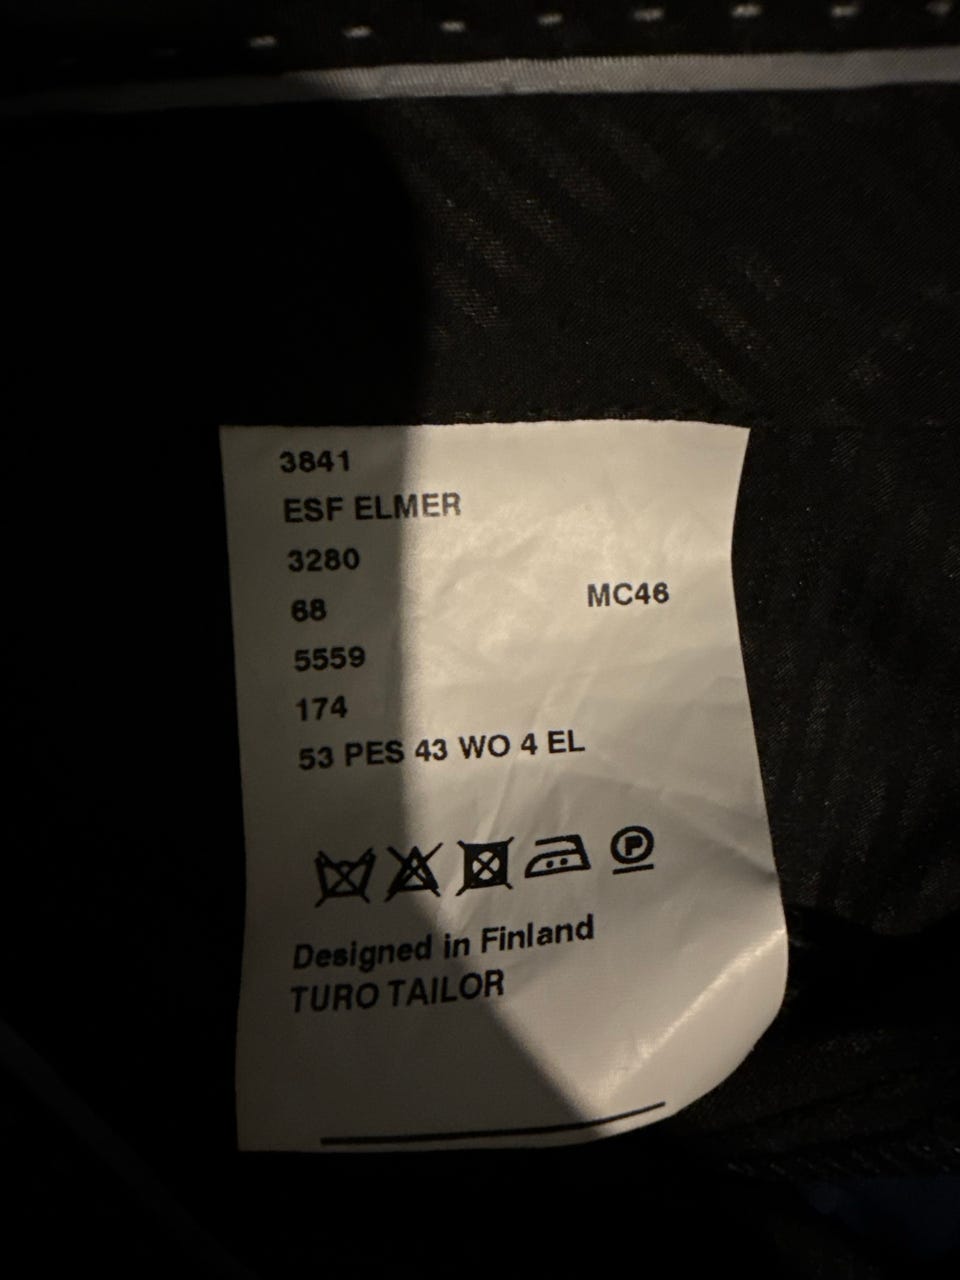 3841
ESF ELMER
3280
68
MC46
5559
174
53 PES 43 WO 4 EL
P
Designed in Finland
TURO TAILOR